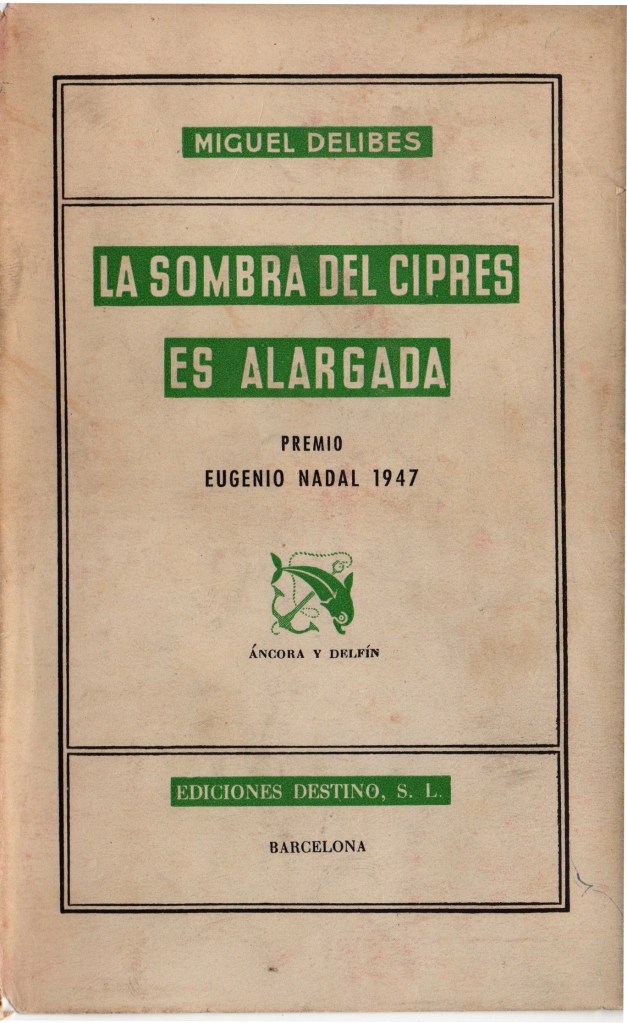 MIGUEL DELIBES
LA SOMBRA DEL CIPRES
ES ALARGADA
PREMIO
EUGENIO NADAL 1947
ÁNCORA Y DELFÍN
EDICIONES DESTINO, S. L.
BARCELONA